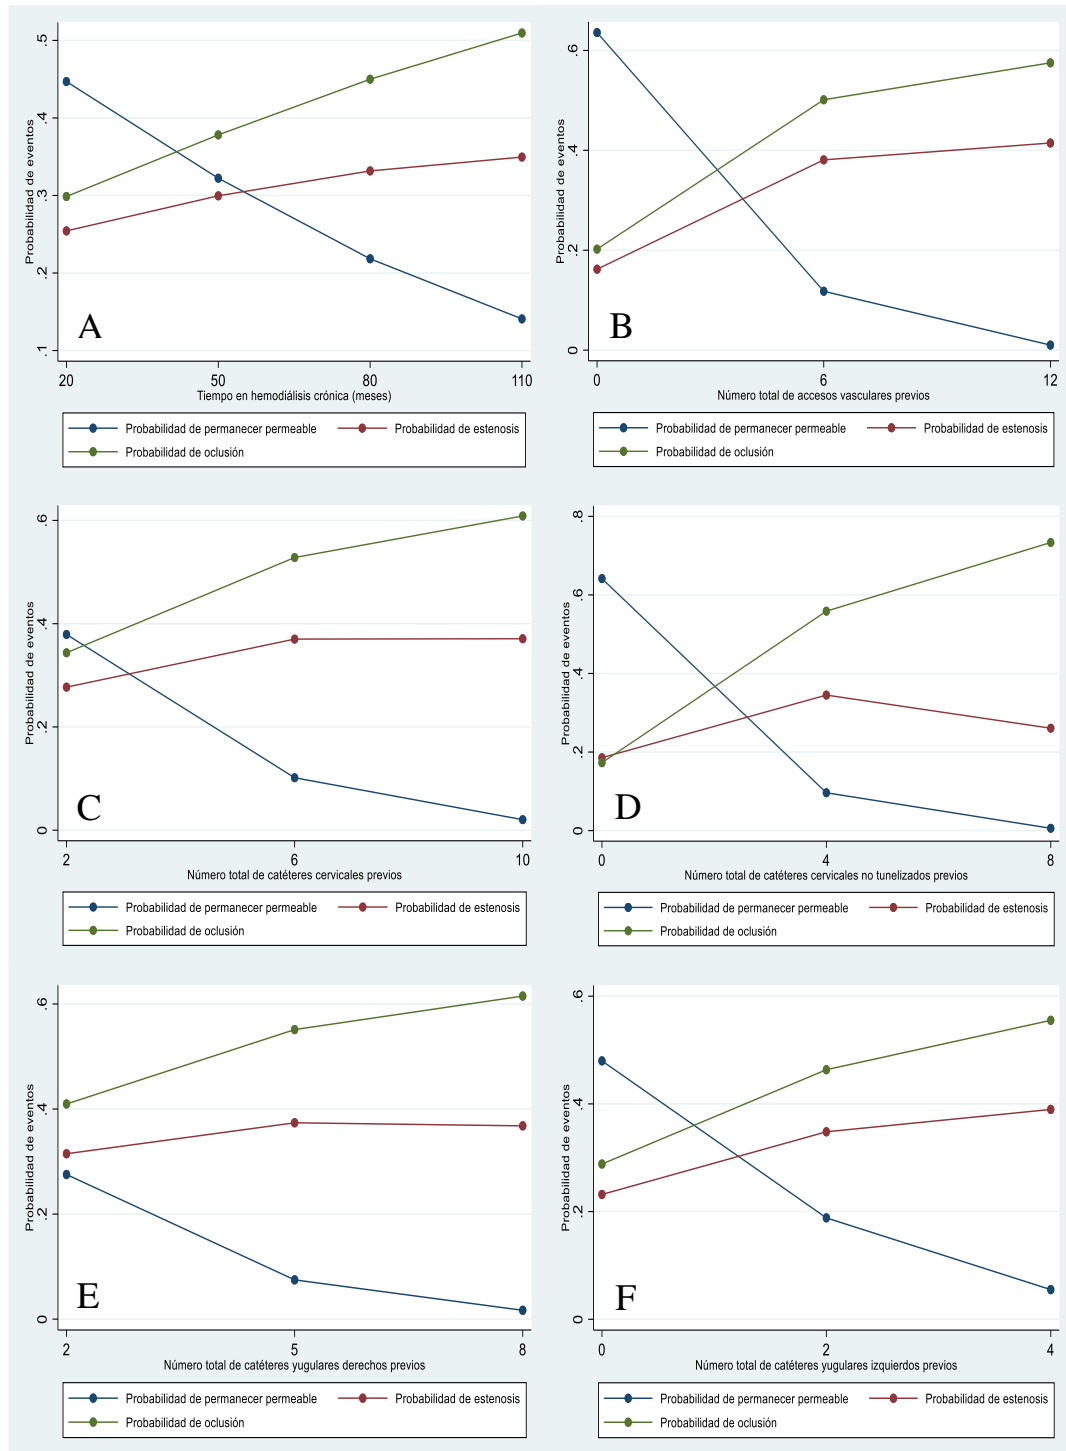 Probabilidad de eventos
.5
.4
.3
.2
.1
A
20 50 80 110
Tiempo en hemodiálisis crónica (meses)
Probabilidad de permanecer permeable Probabilidad de estenosis
Probabilidad de oclusión
Probabilidad de eventos
.6
.4
.2
0
B
0 6 12
Número total de accesos vasculares previos
Probabilidad de permanecer permeable Probabilidad de estenosis
Probabilidad de oclusión
Probabilidad de eventos
.6
.4
.2
0
C
2 6 10
Número total de catéteres cervicales previos
Probabilidad de permanecer permeable Probabilidad de estenosis
Probabilidad de oclusión
Probabilidad de eventos
.8
.6
.4
.2
0
D
0 4 8
Número total de catéteres cervicales no tunelizados previos
Probabilidad de permanecer permeable Probabilidad de estenosis
Probabilidad de oclusión
Probabilidad de eventos
.6
.4
.2
0
E
2 5 8
Número total de catéteres yugulares derechos previos
Probabilidad de permanecer permeable Probabilidad de estenosis
Probabilidad de oclusión
Probabilidad de eventos
.6
.4
.2
0
F
0 2 4
Número total de catéteres yugulares izquierdos previos
Probabilidad de permanecer permeable Probabilidad de estenosis
Probabilidad de oclusión